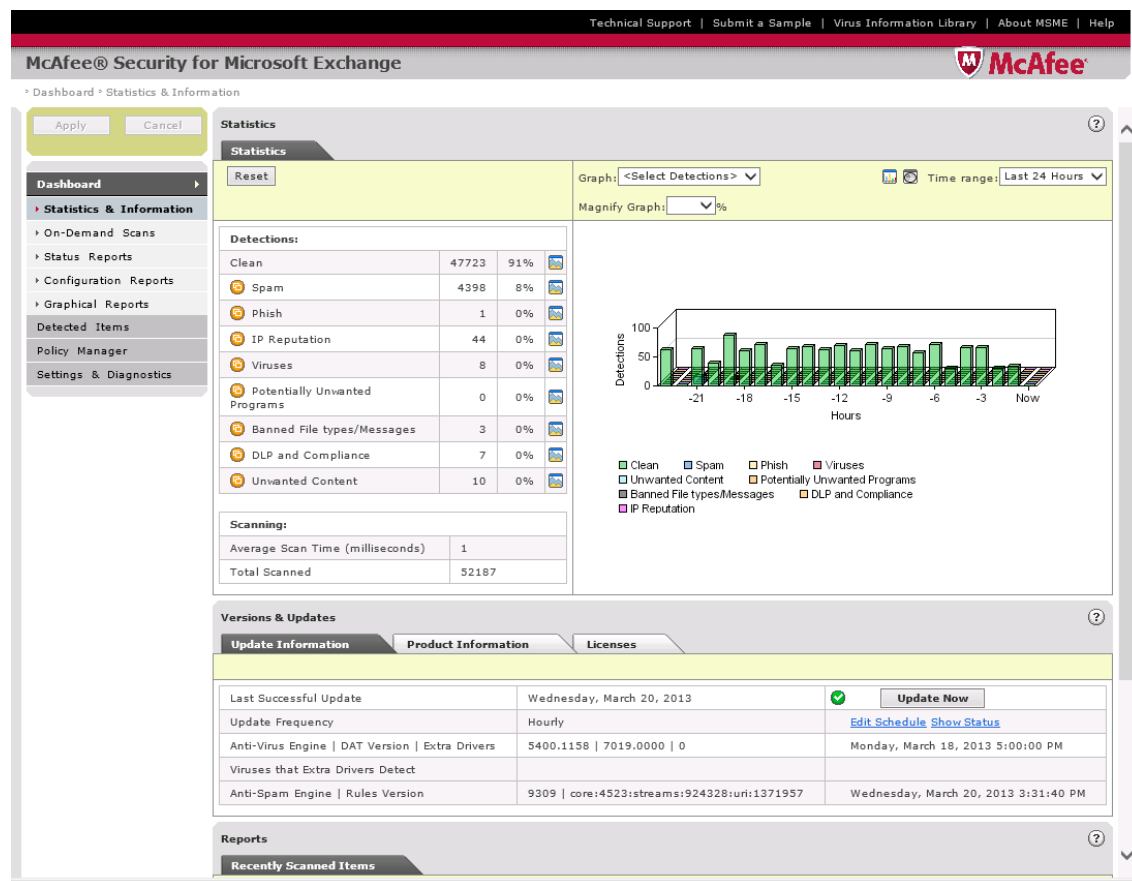 Technical Support | Submit a Sample | Virus Information Library | About MSME | Help
McAfee® Security for Microsoft Exchange
McAfee
Dashboard Statistics & Information
Apply Cancel
Dashboard
Statistics & Information
On-Demand Scans
Status Reports
Configuration Reports
Graphical Reports
Detected Items
Policy Manager
Settings & Diagnostics
Statistics ?
Statistics
Reset
Graph: <Select Detections> Time range: Last 24 Hours
Magnify Graph: %
Detections:
Clean 47723 91%
Spam 4398 8%
Phish 1 0%
IP Reputation 44 0%
Viruses 8 0%
Potentially Unwanted
Programs 0 0%
Banned File types/Messages 3 0%
DLP and Compliance 7 0%
Unwanted Content 10 0%
Scanning:
Average Scan Time (milliseconds) 1
Total Scanned 52187
Detections
100
50
0
-21 -18 -15 -12 -9 -6 -3 Now
Hours
Clean Spam Phish Viruses
Unwanted Content Potentially Unwanted Programs
Banned File types/Messages DLP and Compliance
IP Reputation
Versions & Updates ?
Update Information Product Information Licenses
Last Successful Update Wednesday, March 20, 2013 Update Now
Update Frequency Hourly Edit Schedule Show Status
Anti-Virus Engine | DAT Version | Extra Drivers 5400.1158 | 7019.0000 | 0 Monday, March 18, 2013 5:00:00 PM
Viruses that Extra Drivers Detect
Anti-Spam Engine | Rules Version 9309 | core:4523:streams:924328:uri:1371957 Wednesday, March 20, 2013 3:31:40 PM
Reports ?
Recently Scanned Items